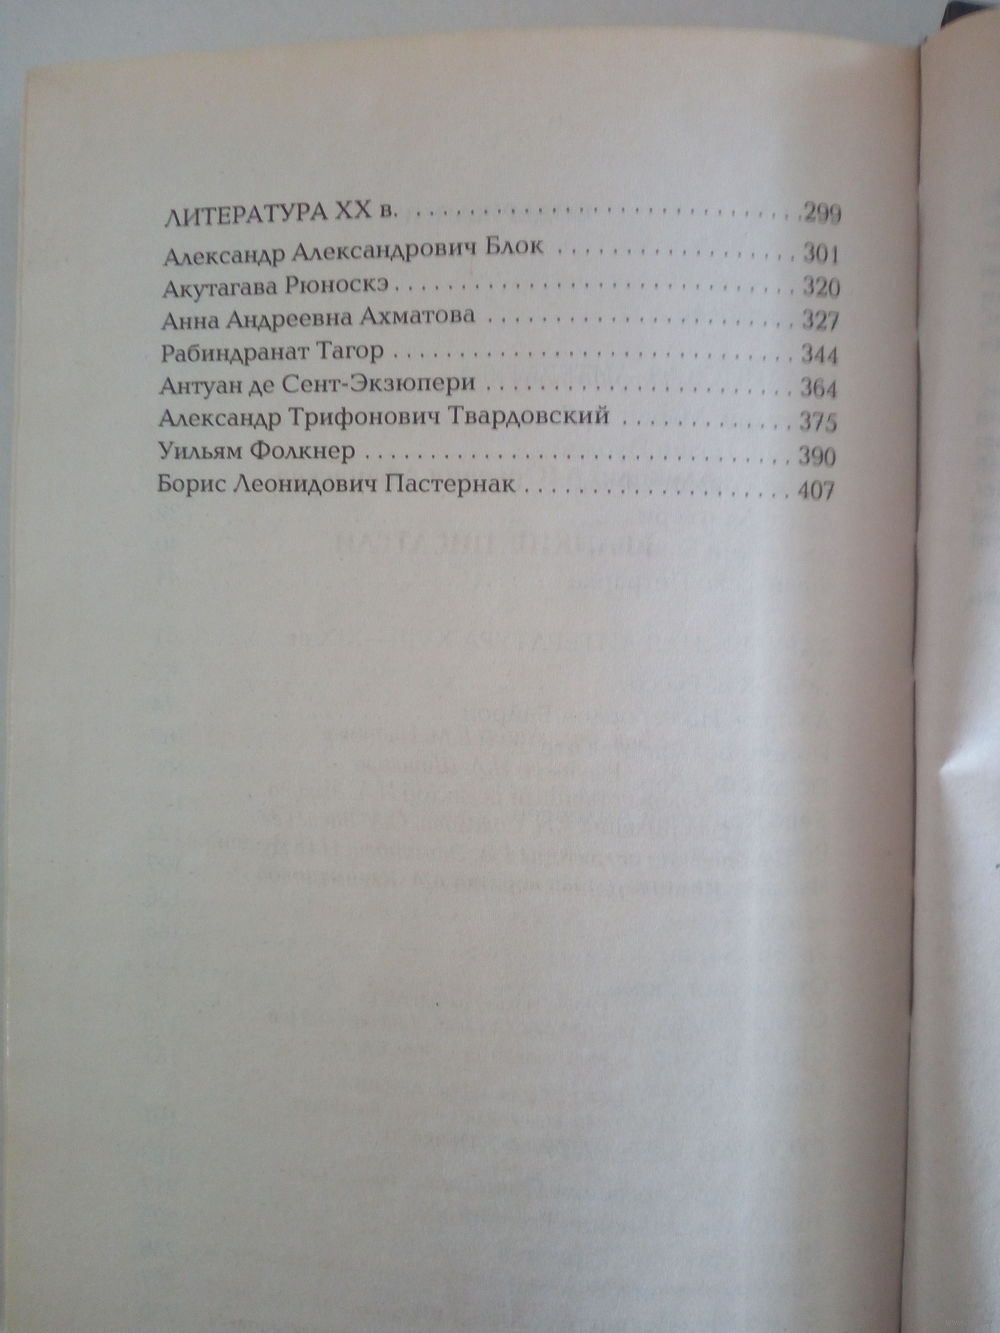 ЛИТЕРАТУРА XX в. . . . . . . . . . . . . . . . . . . . . . . . . . . . . . 299
Александр Александрович Блок . . . . . . . . . . . . . . . . . . 301
Акутагава Рюноскэ . . . . . . . . . . . . . . . . . . . . . . . . . . . . . . 320
Анна Андреевна Ахматова . . . . . . . . . . . . . . . . . . . . . . . 327
Рабиндранат Тагор . . . . . . . . . . . . . . . . . . . . . . . . . . . . . . 344
Антуан де Сент-Экзюпери . . . . . . . . . . . . . . . . . . . . . . . 364
Александр Трифонович Твардовский . . . . . . . . . . . . . 375
Уильям Фолкнер . . . . . . . . . . . . . . . . . . . . . . . . . . . . . . . . 390
Борис Леонидович Пастернак . . . . . . . . . . . . . . . . . . . . 407